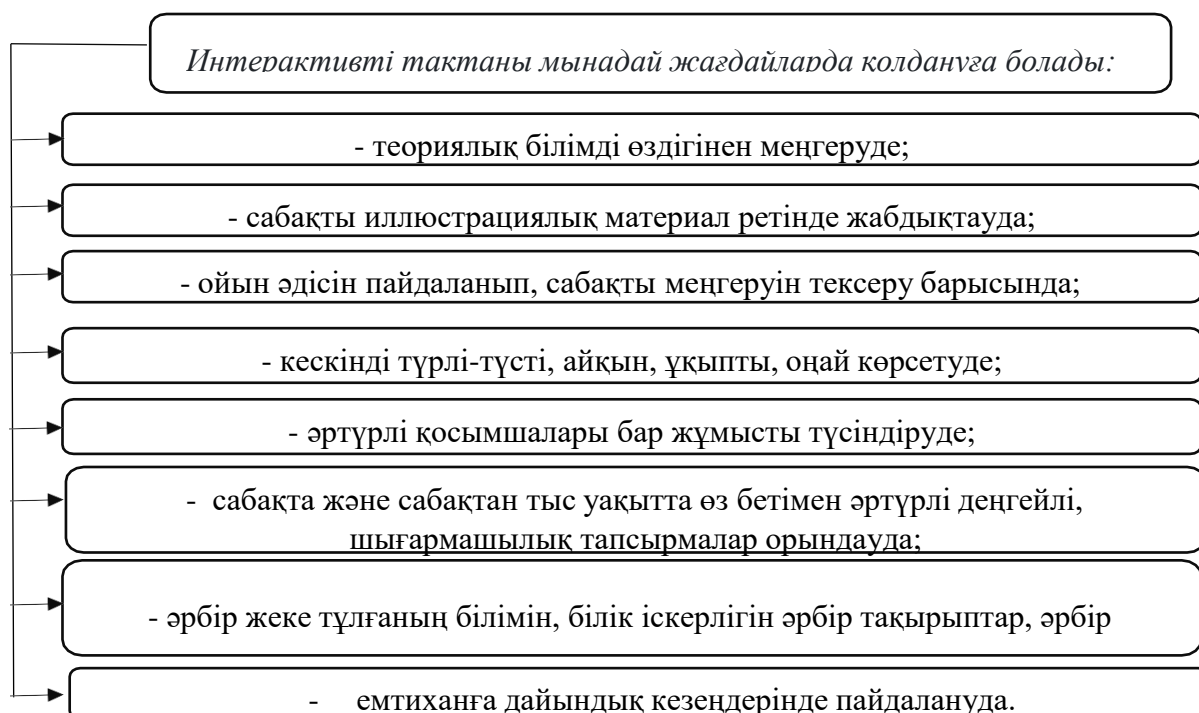 Интерактивті тақтаны мынадай жағдайларда қолдануға болады:
- теориялық білімді өздігінен меңгеруде;
- сабақты иллюстрациялық материал ретінде жабдықтауда;
- ойын әдісін пайдаланып, сабақты меңгеруін тексеру барысында;
- кескінді түрлі-түсті, айқын, ұқыпты, оңай көрсетуде;
- әртүрлі қосымшалары бар жұмысты түсіндіруде;
- сабақта және сабақтан тыс уақытта өз бетімен әртүрлі деңгейлі,
шығармашылық тапсырмалар орындауда;
- әрбір жеке тұлғаның білімін, білік іскерлігін әрбір тақырыптар, әрбір
- емтиханға дайындық кезеңдерінде пайдалануда.